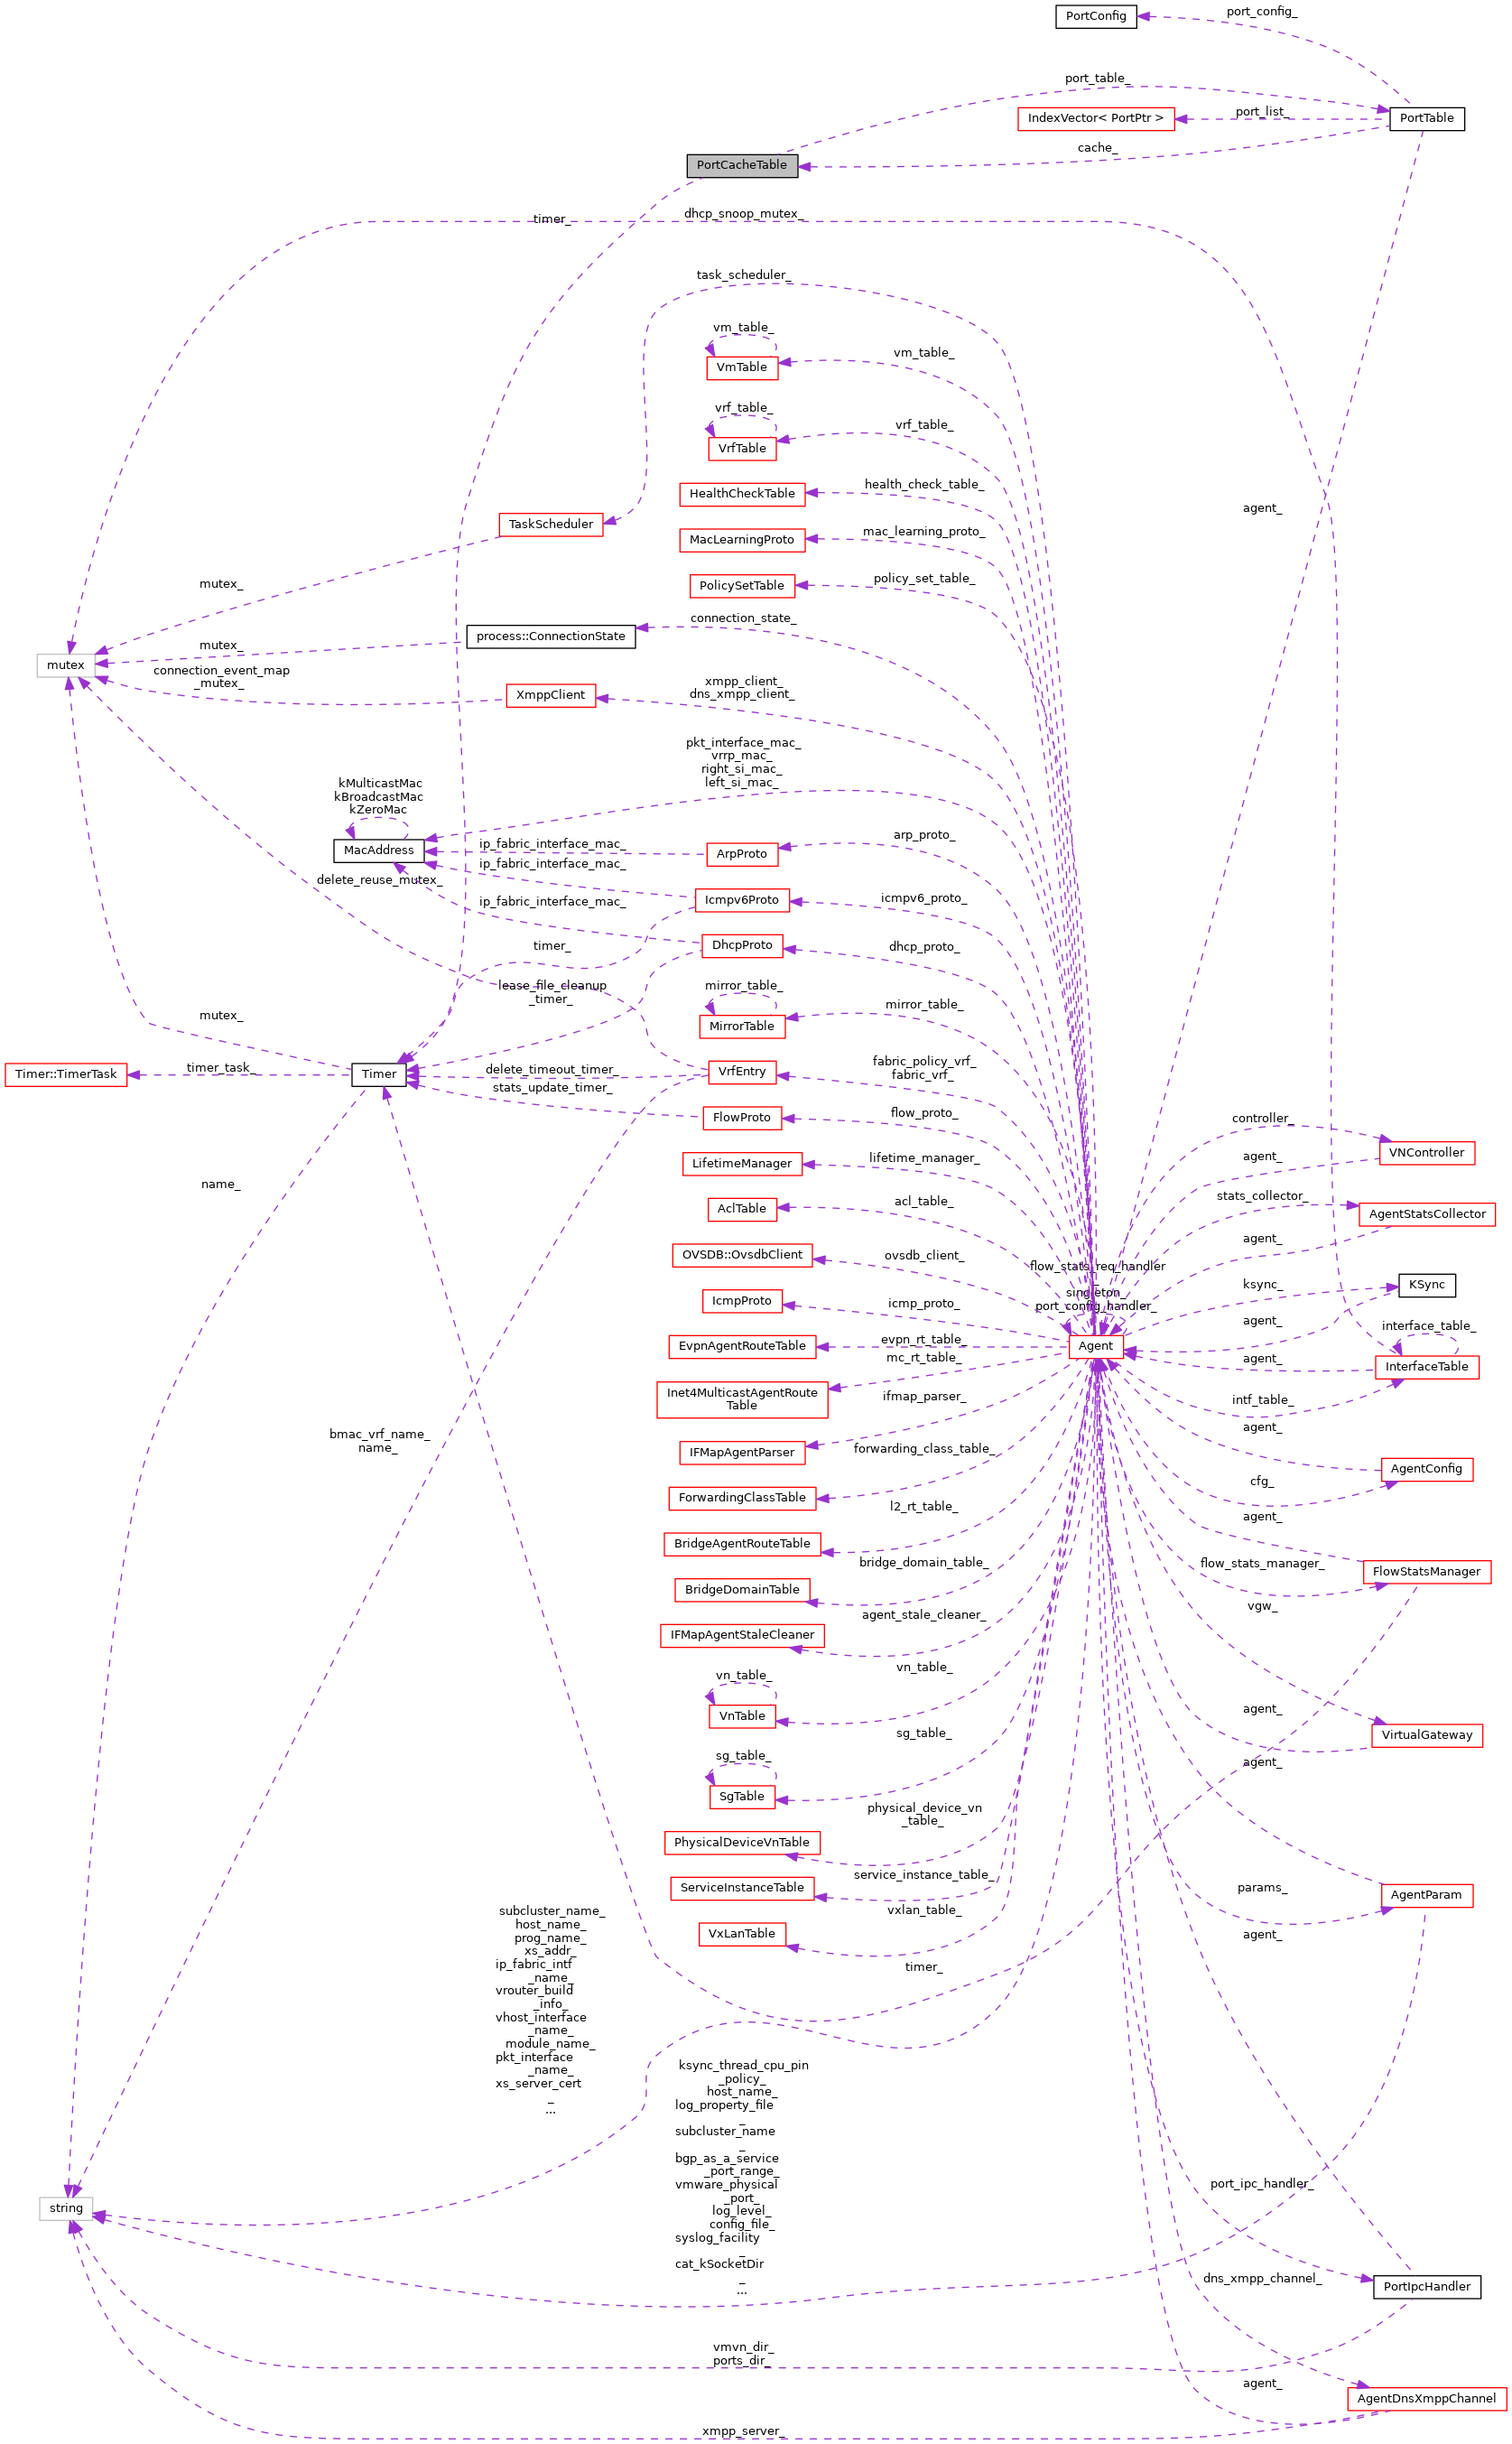 PortConfig
port_config_
port_table_
IndexVector< PortPtr >
port_list_
PortTable
cache_
PortCacheTable
timer_
dhcp_snoop_mutex_
task_scheduler_
vm_table_
VmTable
vm_table_
vrf_table_
VrfTable
vrf_table_
HealthCheckTable
health_check_table_
agent_
TaskScheduler
MacLearningProto
mac_learning_proto_
mutex_
PolicySetTable
policy_set_table_
process::ConnectionState
connection_state_
mutex_
mutex
connection_event_map
_mutex_
XmppClient
xmpp_client_
dns_xmpp_client_
pkt_interface_mac_
vrrp_mac_
right_si_mac_
left_si_mac_
kMulticastMac
kBroadcastMac
kZeroMac
MacAddress
ip_fabric_interface_mac_
ArpProto
arp_proto_
ip_fabric_interface_mac_
delete_reuse_mutex_
ip_fabric_interface_mac_
Icmpv6Proto
icmpv6_proto_
timer_
DhcpProto
dhcp_proto_
lease_file_cleanup
_timer_
mirror_table_
MirrorTable
mirror_table_
mutex_
Timer::TimerTask
timer_task_
Timer
delete_timeout_timer_
stats_update_timer_
VrfEntry
fabric_policy_vrf_
fabric_vrf_
FlowProto
flow_proto_
controller_
VNController
agent_
LifetimeManager
lifetime_manager_
name_
AclTable
acl_table_
stats_collector_
AgentStatsCollector
agent_
OVSDB::OvsdbClient
ovsdb_client_
flow_stats_req_handler
_
singleton_
port_config_handler_
ksync_
KSync
agent_
IcmpProto
icmp_proto_
Agent
interface_table_
InterfaceTable
agent_
EvpnAgentRouteTable
evpn_rt_table_
mc_rt_table_
Inet4MulticastAgentRoute
Table
intf_table_
agent_
IFMapAgentParser
ifmap_parser_
bmac_vrf_name_
name_
forwarding_class_table_
AgentConfig
cfg_
ForwardingClassTable
agent_
l2_rt_table_
BridgeAgentRouteTable
bridge_domain_table_
flow_stats_manager_
FlowStatsManager
BridgeDomainTable
vgw_
agent_stale_cleaner_
IFMapAgentStaleCleaner
vn_table_
VnTable
vn_table_
agent_
VirtualGateway
sg_table_
SgTable
sg_table_
agent_
physical_device_vn
_table_
PhysicalDeviceVnTable
service_instance_table_
ServiceInstanceTable
params_
AgentParam
vxlan_table_
VxLanTable
agent_
timer_
subcluster_name_
host_name_
prog_name_
xs_addr_
ip_fabric_intf
_name_
vrouter_build
_info_
vhost_interface
_name_
module_name_
pkt_interface
_name_
xs_server_cert
_
...
ksync_thread_cpu_pin
_policy_
host_name_
log_property_file
_
subcluster_name
_
bgp_as_a_service
_port_range_
vmware_physical
_port_
log_level_
config_file_
syslog_facility
_
cat_kSocketDir
_
...
string
port_ipc_handler_
PortIpcHandler
dns_xmpp_channel_
vmvn_dir_
ports_dir_
agent_
AgentDnsXmppChannel
xmpp_server_